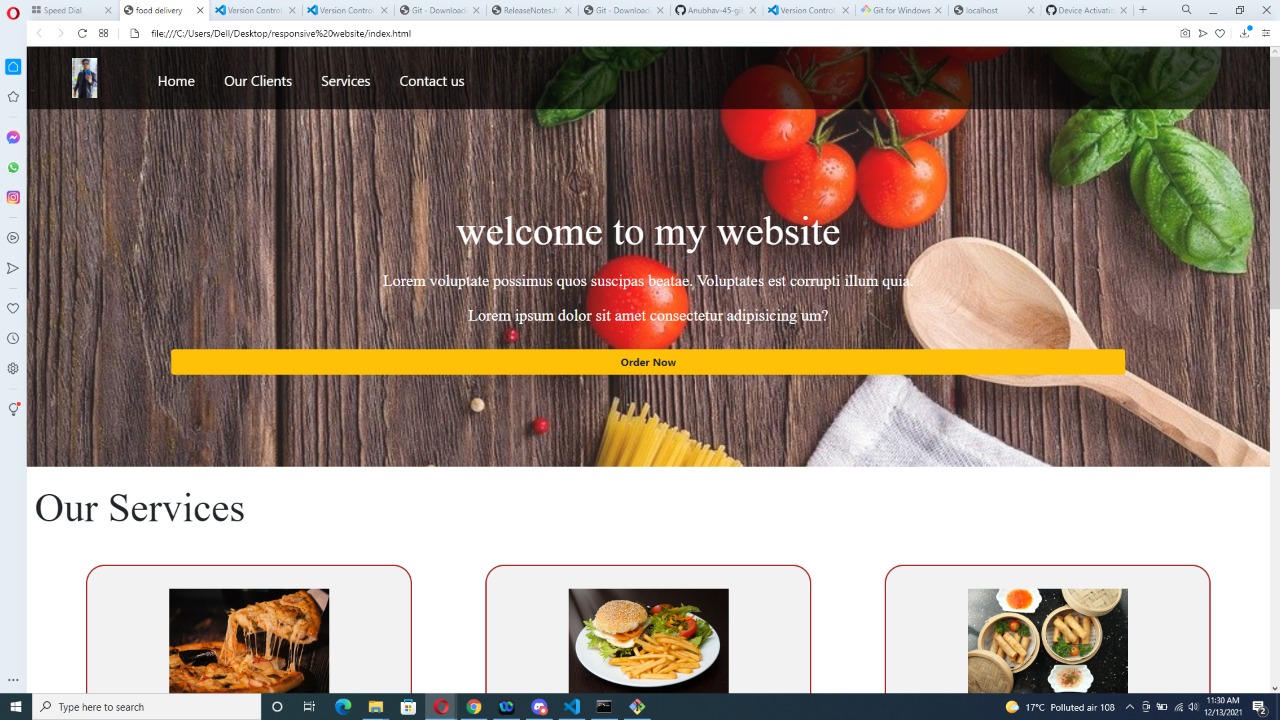 Speed Dial
food delivery
Version Control
Version Control
Git - Downloadi
ReleaseNotes.h
Git - Downloadi
Anubhav-45-gi
Version Control
Git for Windows
localhost
Device Activatio
file:///C:/Users/Dell/Desktop/responsive%20website/index.html
Home Our Clients Services Contact us
welcome to my website
Lorem voluptate possimus quos suscipas beatae. Voluptates est corrupti illum quia.
Lorem ipsum dolor sit amet consectetur adipisicing um?
Order Now
Our Services
Type here to search
17°C Polluted air 108
11:30 AM
12/13/2021
2